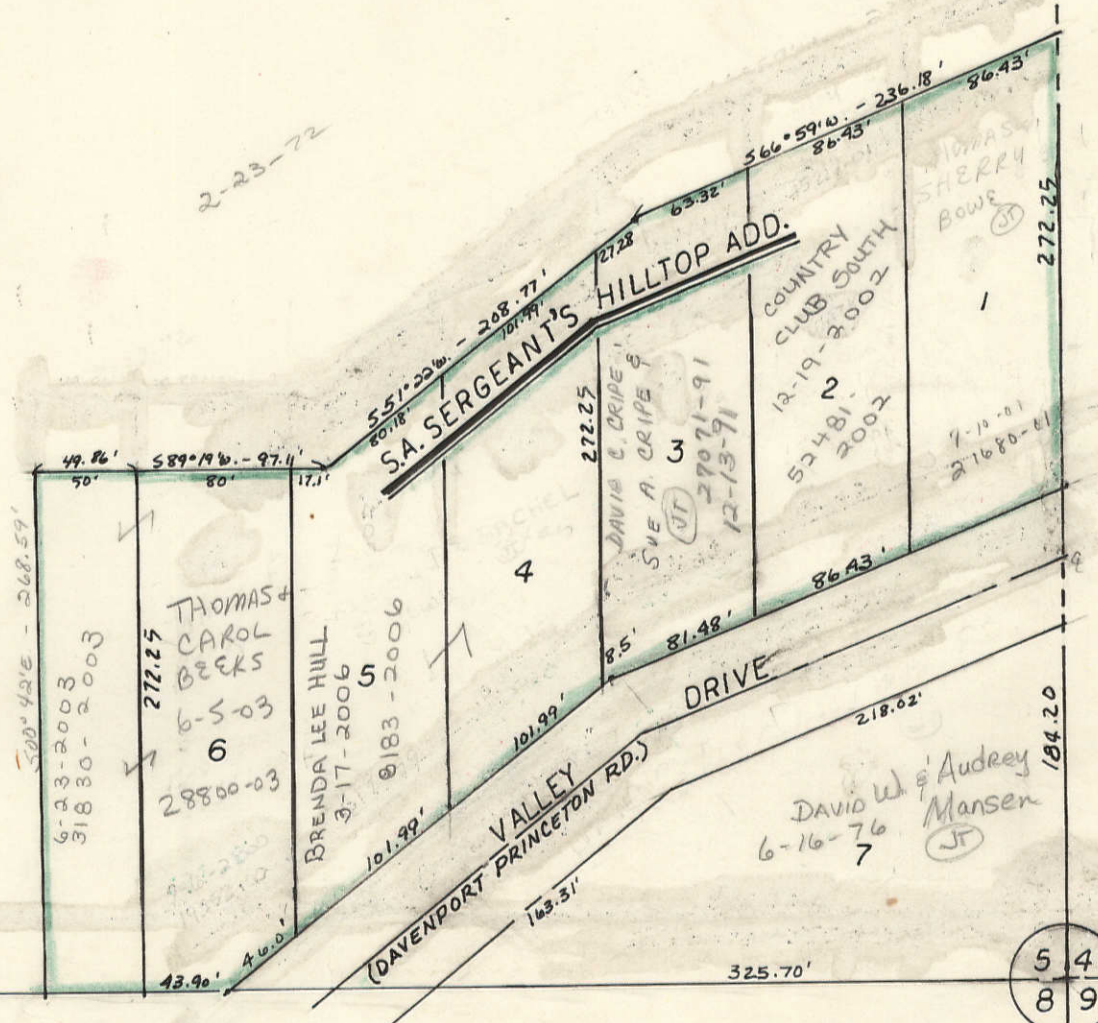 2-23-72
S66°59'W. - 236.18'
86.43'
86.43'
63.32'
27.28
S51°22'W. - 208.77'
101.99'
80.18'
S89°19'W. - 97.11'
49.86'
50'
80'
17.1'
S.A. SERGEANT'S HILLTOP ADD.
THOMAS
SHERRY
BOWE
JT
1
272.25
7-10-01
21680-01
COUNTRY
CLUB SOUTH
12-19-2002
2
52481-
2002
DAVID C. CRIPE &
SUE A. CRIPE &
JT
3
27071-91
12-13-91
272.25
4
BRENDA LEE HULL
3-17-2006
5
8183-2006
THOMAS &
CAROL
BEEKS
6-5-03
6
28800-03
272.25
6-23-2003
31830-2003
S00°42'E - 268.59'
8.5'
81.48'
86.43'
101.99'
101.99'
46.0'
43.90'
VALLEY DRIVE
(DAVENPORT PRINCETON RD.)
218.02'
163.31'
184.20
DAVID W. & Audrey
Mansen
6-16-76
7
JT
325.70'
5 4
8 9